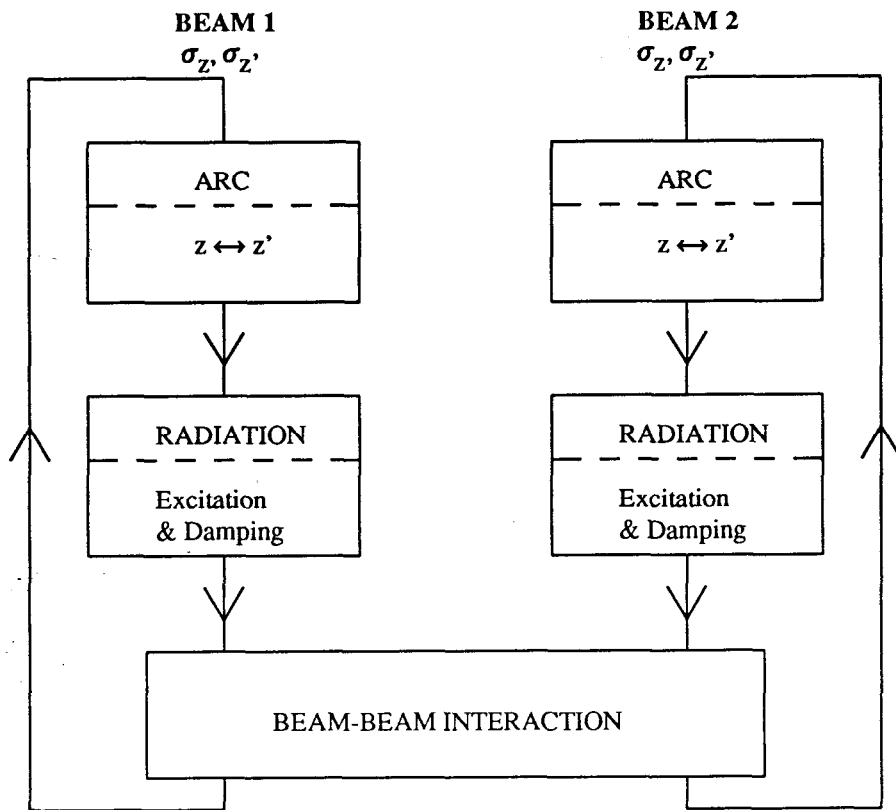 BEAM 1
σz, σz'
ARC
z ↔ z'
RADIATION
Excitation
& Damping
BEAM 2
σz, σz'
ARC
z ↔ z'
RADIATION
Excitation
& Damping
BEAM-BEAM INTERACTION